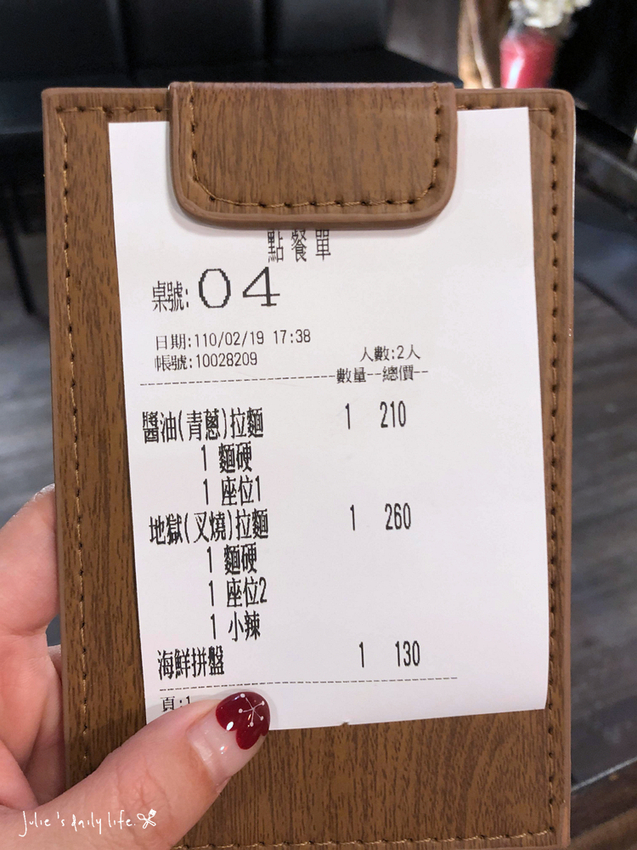 點餐單
桌號:04
日期:110/02/19 17:38
帳號:10028209 人數:2人
數量--總價--
醬油(青蔥)拉麵 1 210
1 麵硬
1 座位1
地獄(叉燒)拉麵 1 260
1 麵硬
1 座位2
1 小辣
海鮮拼盤 1 130
頁:1
Julie's daily life.